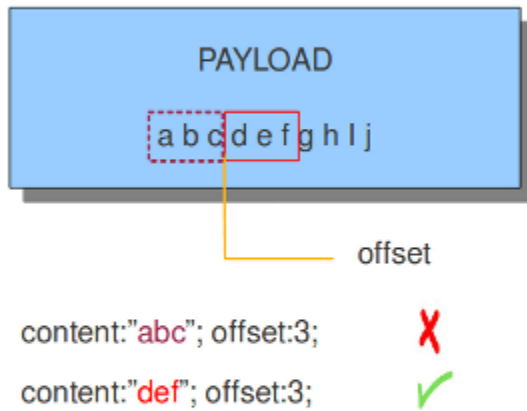 PAYLOAD
a b c d e f g h I j
offset
content:”abc”; offset:3;
content:”def”; offset:3;